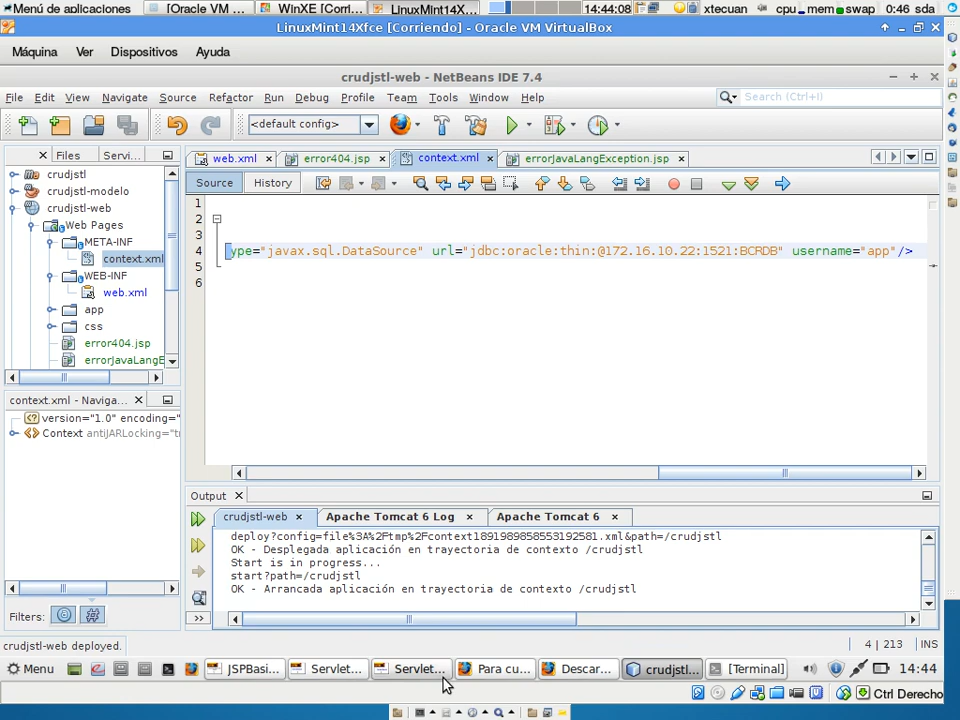 Menú de aplicaciones [Oracle VM ... WinXE [Corri... LinuxMint14X... 14:44:08 xtecuan cpu mem swap 0:46 sda
LinuxMint14Xfce [Corriendo] - Oracle VM VirtualBox
Máquina Ver Dispositivos Ayuda
crudjstl-web - NetBeans IDE 7.4
File Edit View Navigate Source Refactor Run Debug Profile Team Tools Window Help Search (Ctrl+I)
<default config>
Files Servi... web.xml error404.jsp context.xml errorJavaLangException.jsp
Source History
crudjstl
crudjstl-modelo
crudjstl-web
Web Pages
META-INF
context.xml
WEB-INF
web.xml
app
css
error404.jsp
errorJavaLangE
1
2
3
4 ype="javax.sql.DataSource" url="jdbc:oracle:thin:@172.16.10.22:1521:BCRDB" username="app"/>
5
6
context.xml - Naviga...
version="1.0" encoding="
Context antiJARLocking="t
Filters:
Output
crudjstl-web Apache Tomcat 6 Log Apache Tomcat 6
deploy?config=file%3A%2Ftmp%2Fcontext1891989858553192581.xml&path=/crudjstl
OK - Desplegada aplicación en trayectoria de contexto /crudjstl
Start is in progress...
start?path=/crudjstl
OK - Arrancada aplicación en trayectoria de contexto /crudjstl
crudjstl-web deployed. 4 | 213 INS
Menu JSPBasi... Servlet... Servlet... Para cu... Descar... crudjstl... [Terminal] 14:44
Ctrl Derecho